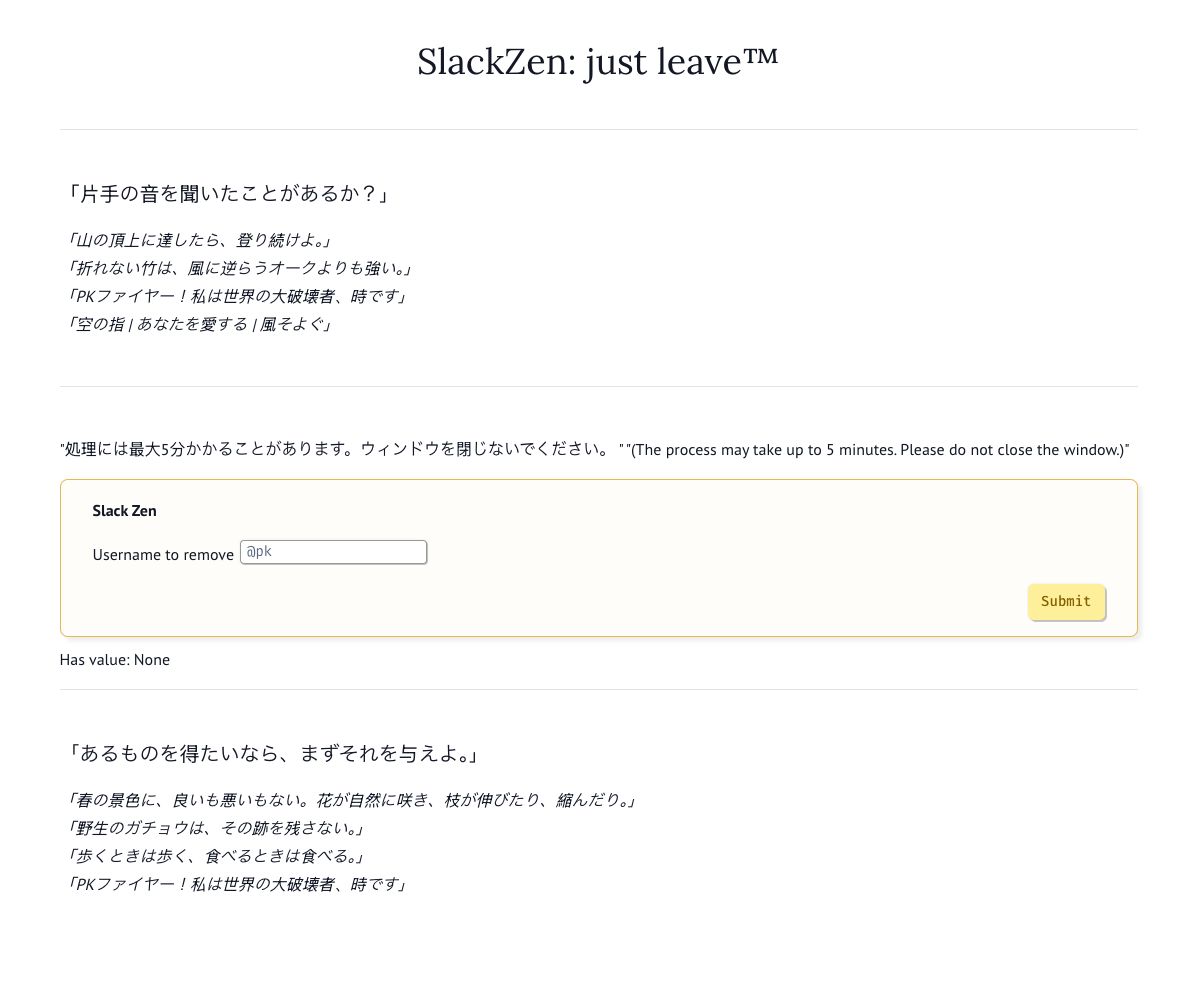 SlackZen: just leave™
「片手の音を聞いたことがあるか？」
「山の頂上に達したら、登り続けよ。」
「折れない竹は、風に逆らうオークよりも強い。」
「PKファイヤー！私は世界の大破壊者、時です」
「空の指 | あなたを愛する | 風そよぐ」
"処理には最大5分かかることがあります。ウィンドウを閉じないでください。 " "(The process may take up to 5 minutes. Please do not close the window.)"
Slack Zen
Username to remove @pk
Submit
Has value: None
「あるものを得たいなら、まずそれを与えよ。」
「春の景色に、良いも悪いもない。花が自然に咲き、枝が伸びたり、縮んだり。」
「野生のガチョウは、その跡を残さない。」
「歩くときは歩く、食べるときは食べる。」
「PKファイヤー！私は世界の大破壊者、時です」